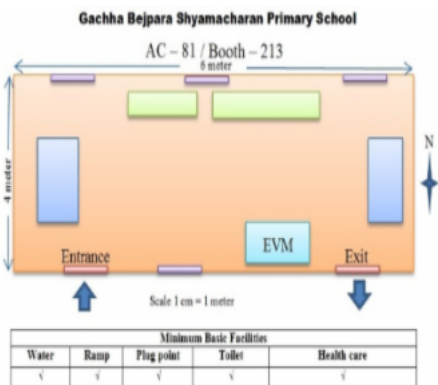 Gachha Bejpara Shyamacharan Primary School
AC – 81 / Booth – 213
6 meter
4 meter
N
EVM
Entrance
Exit
Scale 1 cm = 1 meter
Minimum Basic Facilities
Water Ramp Plug point Toilet Health care
√ √ √ √ √